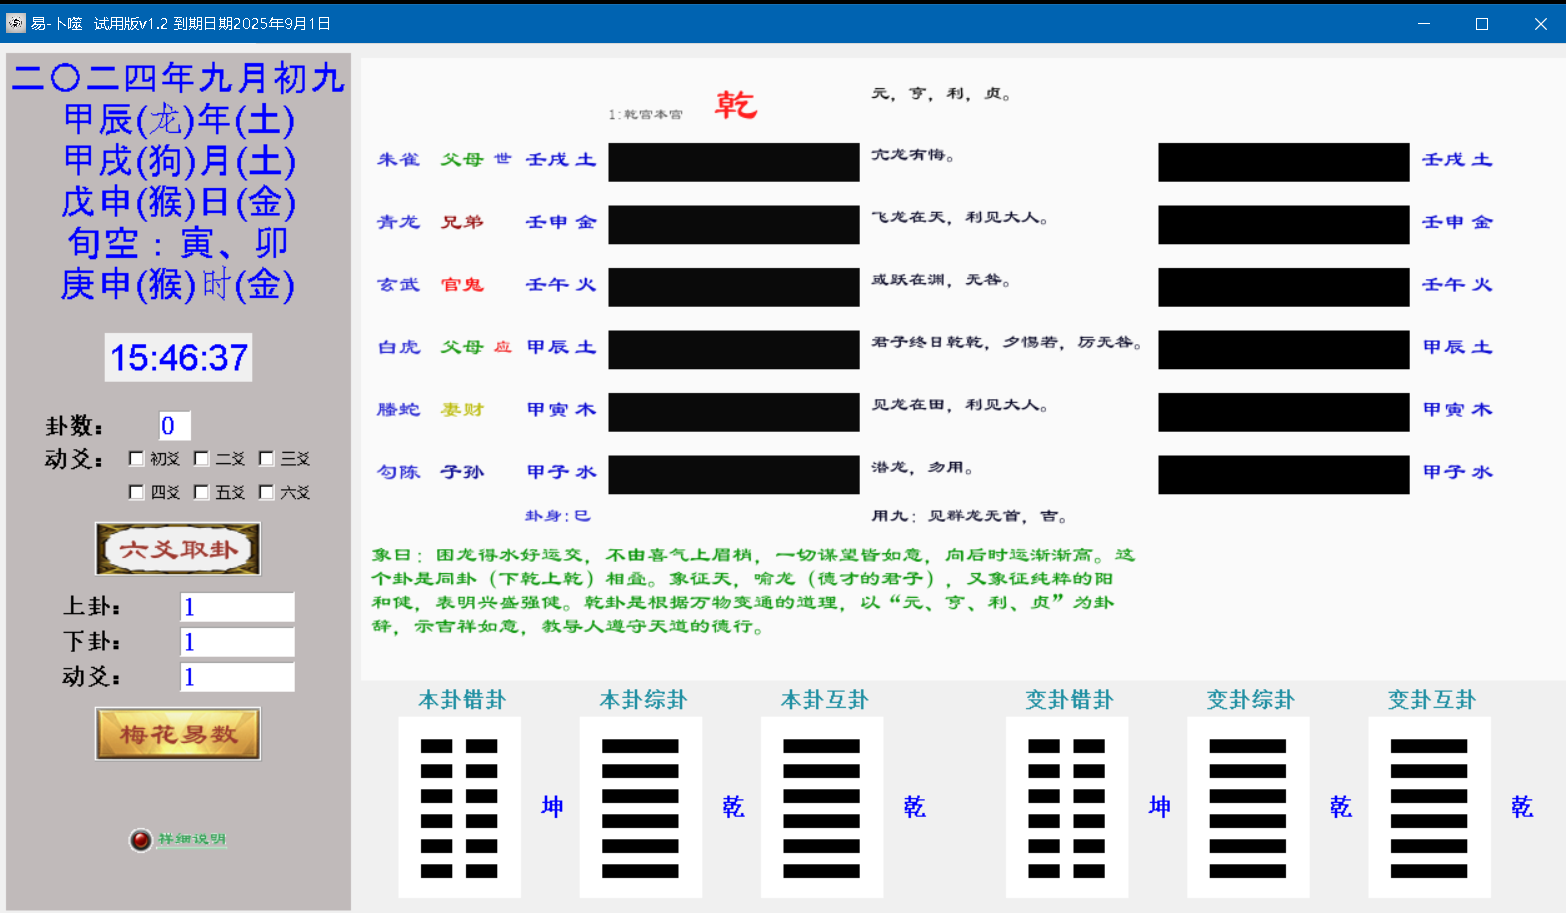 易-卜噬 试用版v1.2 到期日期2025年9月1日
二〇二四年九月初九
甲辰(龙)年(土)
甲戌(狗)月(土)
戊申(猴)日(金)
旬空：寅、卯
庚申(猴)时(金)
15:46:37
卦数： 0
动爻： 初爻 二爻 三爻
四爻 五爻 六爻
六爻取卦
上卦： 1
下卦： 1
动爻： 1
梅花易数
祥细说明
1:乾宫本宫 乾 元，亨，利，贞。
朱雀 父母 世 壬戌 土 亢龙有悔。 壬戌 土
青龙 兄弟 壬申 金 飞龙在天，利见大人。 壬申 金
玄武 官鬼 壬午 火 或跃在渊，无咎。 壬午 火
白虎 父母 应 甲辰 土 君子终日乾乾，夕惕若，厉无咎。 甲辰 土
螣蛇 妻财 甲寅 木 见龙在田，利见大人。 甲寅 木
勾陈 子孙 甲子 水 潜龙，勿用。 甲子 水
卦身:巳 用九：见群龙无首，吉。
象曰：困龙得水好运交，不由喜气上眉梢，一切谋望皆如意，向后时运渐渐高。这
个卦是同卦（下乾上乾）相叠。象征天，喻龙（德才的君子），又象征纯粹的阳
和健，表明兴盛强健。乾卦是根据万物变通的道理，以“元、亨、利、贞”为卦
辞，示吉祥如意，教导人遵守天道的德行。
本卦错卦 本卦综卦 本卦互卦 变卦错卦 变卦综卦 变卦互卦
坤 乾 乾 坤 乾 乾